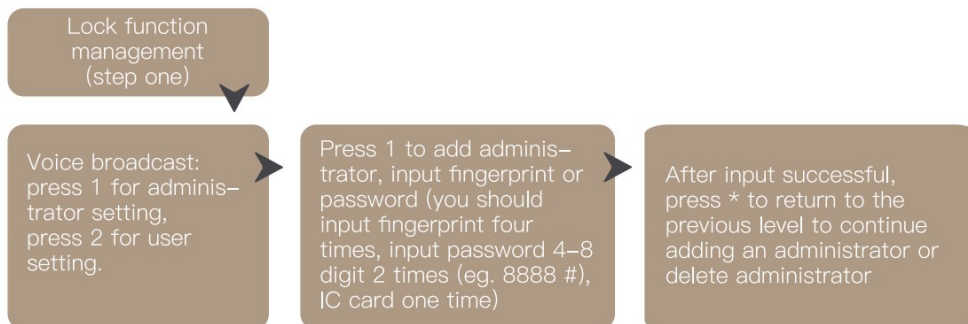 Lock function
management
(step one)
Voice broadcast:
press 1 for adminis–
trator setting,
press 2 for user
setting.
Press 1 to add adminis–
trator, input fingerprint or
password (you should
input fingerprint four
times, input password 4–8
digit 2 times (eg. 8888 #),
IC card one time)
After input successful,
press * to return to the
previous level to continue
adding an administrator or
delete administrator